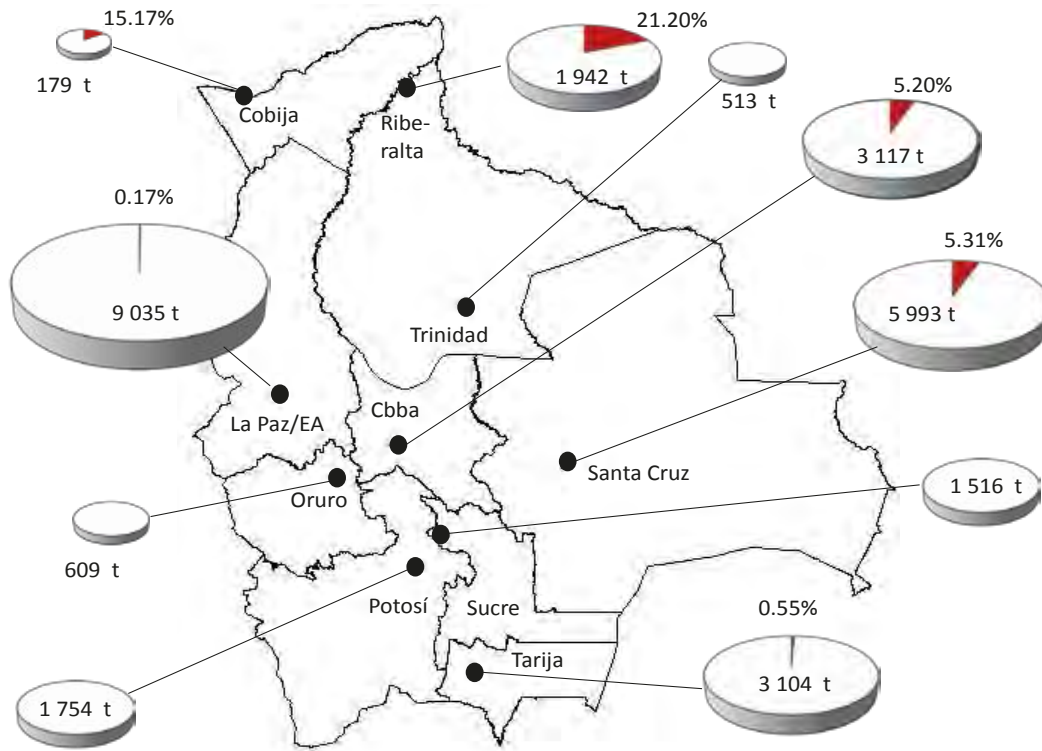 15.17%
179 t
Cobija
21.20%
1 942 t
Ribe-
ralta
513 t
5.20%
3 117 t
0.17%
9 035 t
5.31%
5 993 t
Trinidad
Cbba
La Paz/EA
Santa Cruz
Oruro
609 t
1 516 t
Potosí
Sucre
0.55%
Tarija
3 104 t
1 754 t